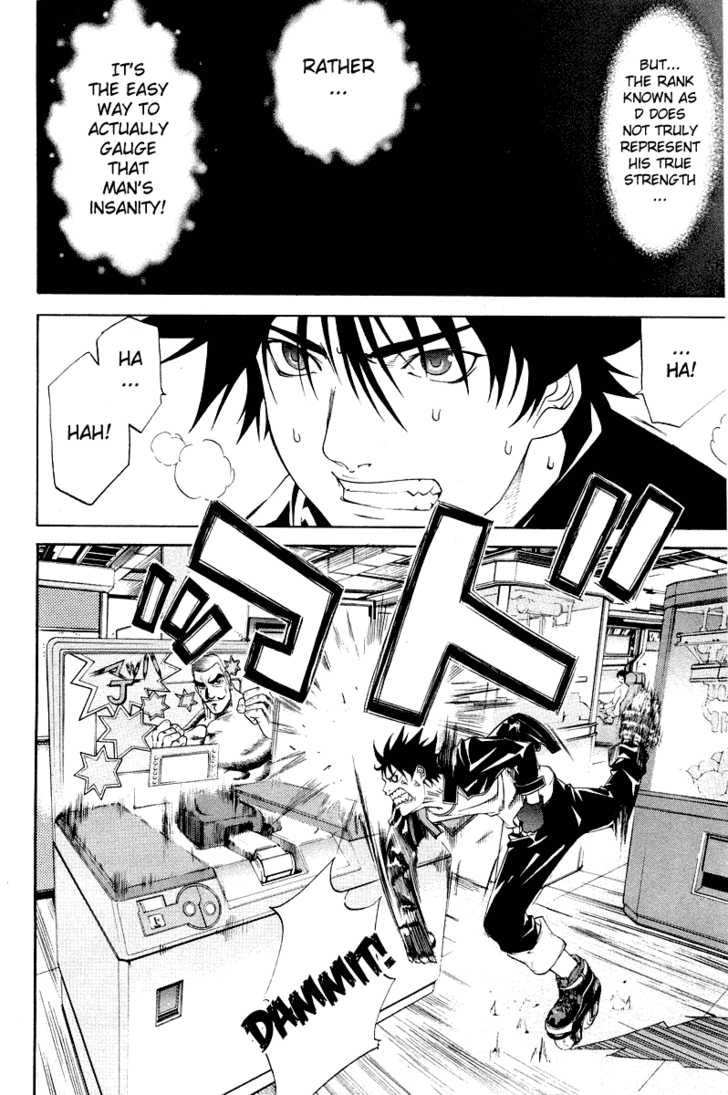 BUT...
THE RANK
KNOWN AS
D DOES
NOT TRULY
REPRESENT
HIS TRUE
STRENGTH
...
RATHER
...
IT'S
THE EASY
WAY TO
ACTUALLY
GAUGE
THAT
MAN'S
INSANITY!
...
HA!
HA
...
HAH!
ドゴッ
DAMMIT!